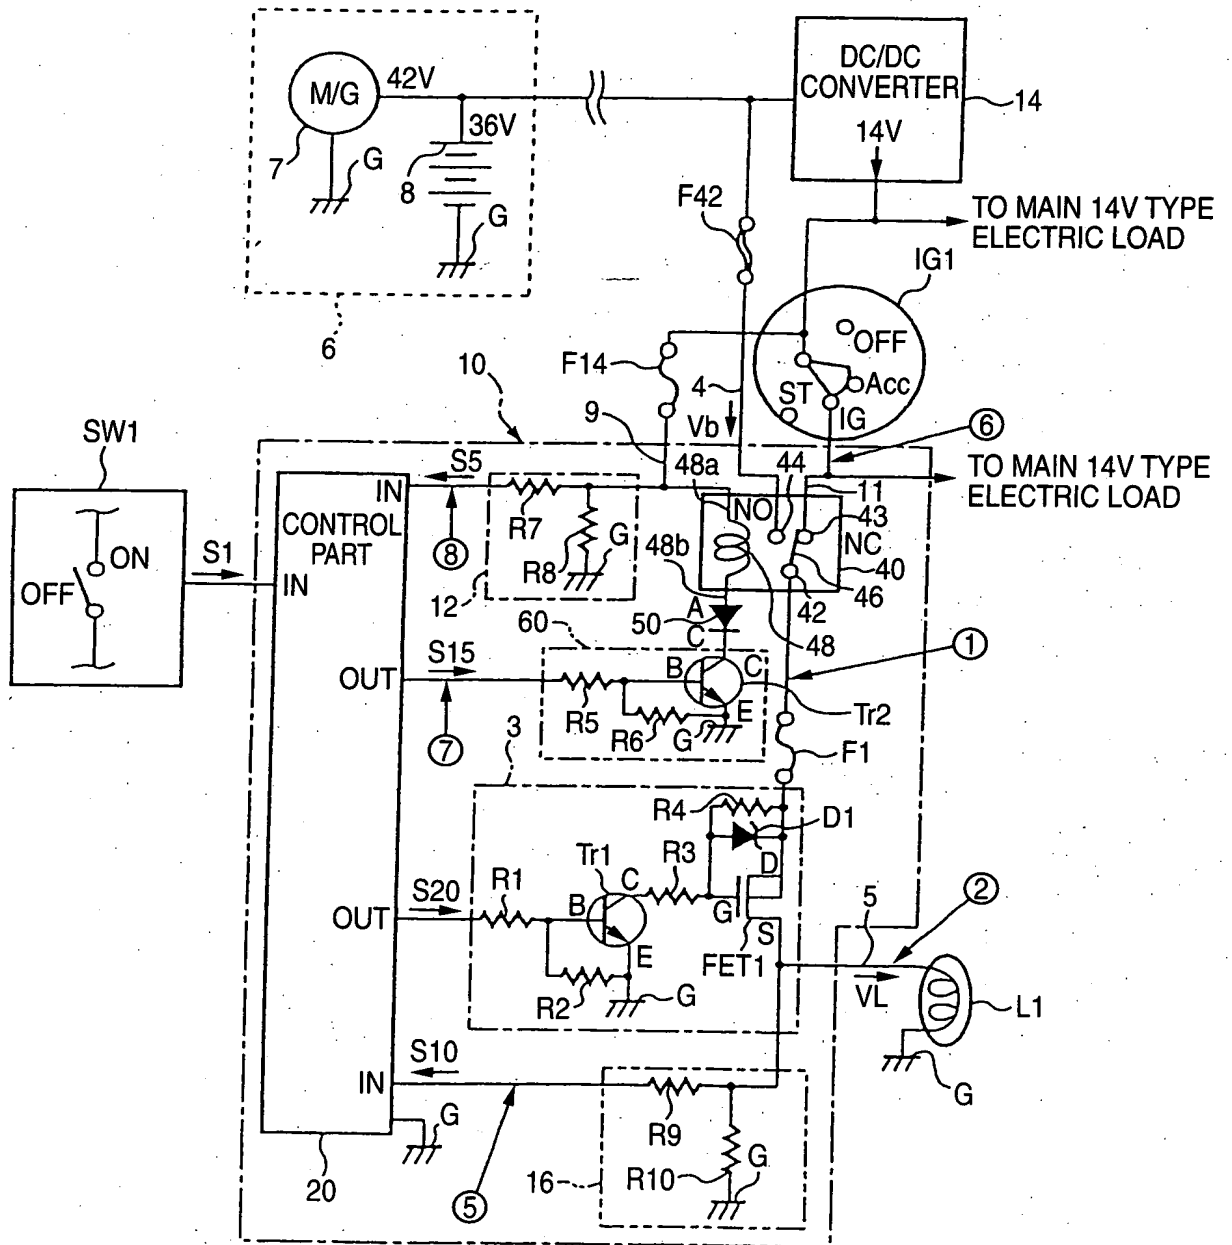 DC/DC
CONVERTER
14
14V
M/G
42V
36V
7
G
8
G
6
F42
TO MAIN 14V TYPE
ELECTRIC LOAD
IG1
OFF
Acc
ST
IG
F14
4
Vb
10
9
6
SW1
ON
OFF
S1
IN
CONTROL
PART
IN
S5
8
R7
R8
G
12
48a
NO
44
11
43
NC
40
46
42
48
48b
TO MAIN 14V TYPE
ELECTRIC LOAD
A
50
C
60
1
OUT
S15
7
R5
R6
B
C
E
G
Tr2
F1
3
R4
D1
D
Tr1
R3
C
B
E
R1
S20
OUT
R2
G
G
S
FET1
5
2
VL
L1
G
S10
IN
G
20
5
R9
R10
G
16